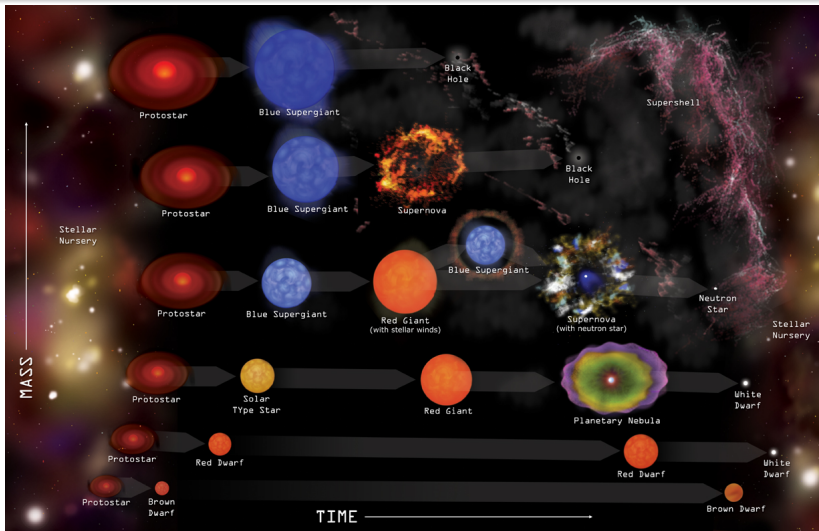 Protostar
Blue Supergiant
Black
Hole
Supershell
Protostar
Blue Supergiant
Supernova
Black
Hole
Stellar
Nursery
Protostar
Blue Supergiant
Red Giant
(with stellar winds)
Blue Supergiant
Supernova
(with neutron star)
Neutron
Star
Stellar
Nursery
MASS
Protostar
Solar
TYpe Star
Red Giant
Planetary Nebula
White
Dwarf
Protostar
Red Dwarf
Red Dwarf
White
Dwarf
Protostar
Brown
Dwarf
Brown Dwarf
TIME